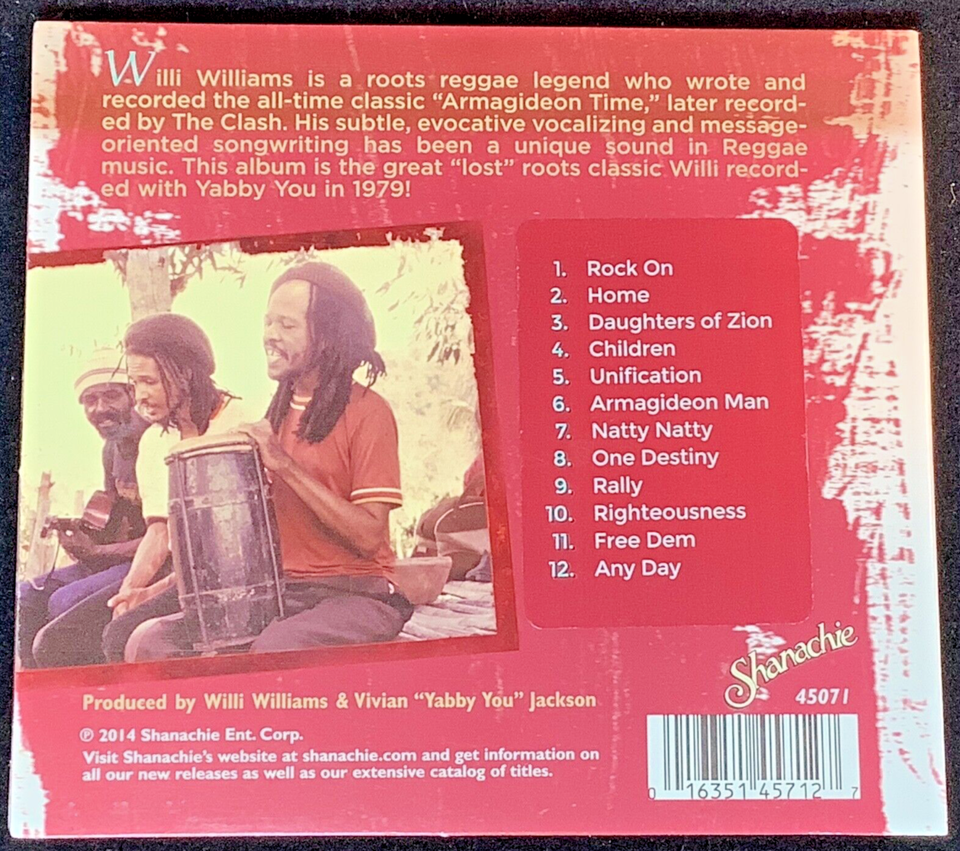 Willi Williams is a roots reggae legend who wrote and
recorded the all-time classic “Armagideon Time,” later record-
ed by The Clash. His subtle, evocative vocalizing and message-
oriented songwriting has been a unique sound in Reggae
music. This album is the great “lost” roots classic Willi record-
ed with Yabby You in 1979!
1. Rock On
2. Home
3. Daughters of Zion
4. Children
5. Unification
6. Armagideon Man
7. Natty Natty
8. One Destiny
9. Rally
10. Righteousness
11. Free Dem
12. Any Day
Shanachie
45071
Produced by Willi Williams & Vivian “Yabby You” Jackson
℗ 2014 Shanachie Ent. Corp.
Visit Shanachie’s website at shanachie.com and get information on
all our new releases as well as our extensive catalog of titles.
0 16351 45712 7